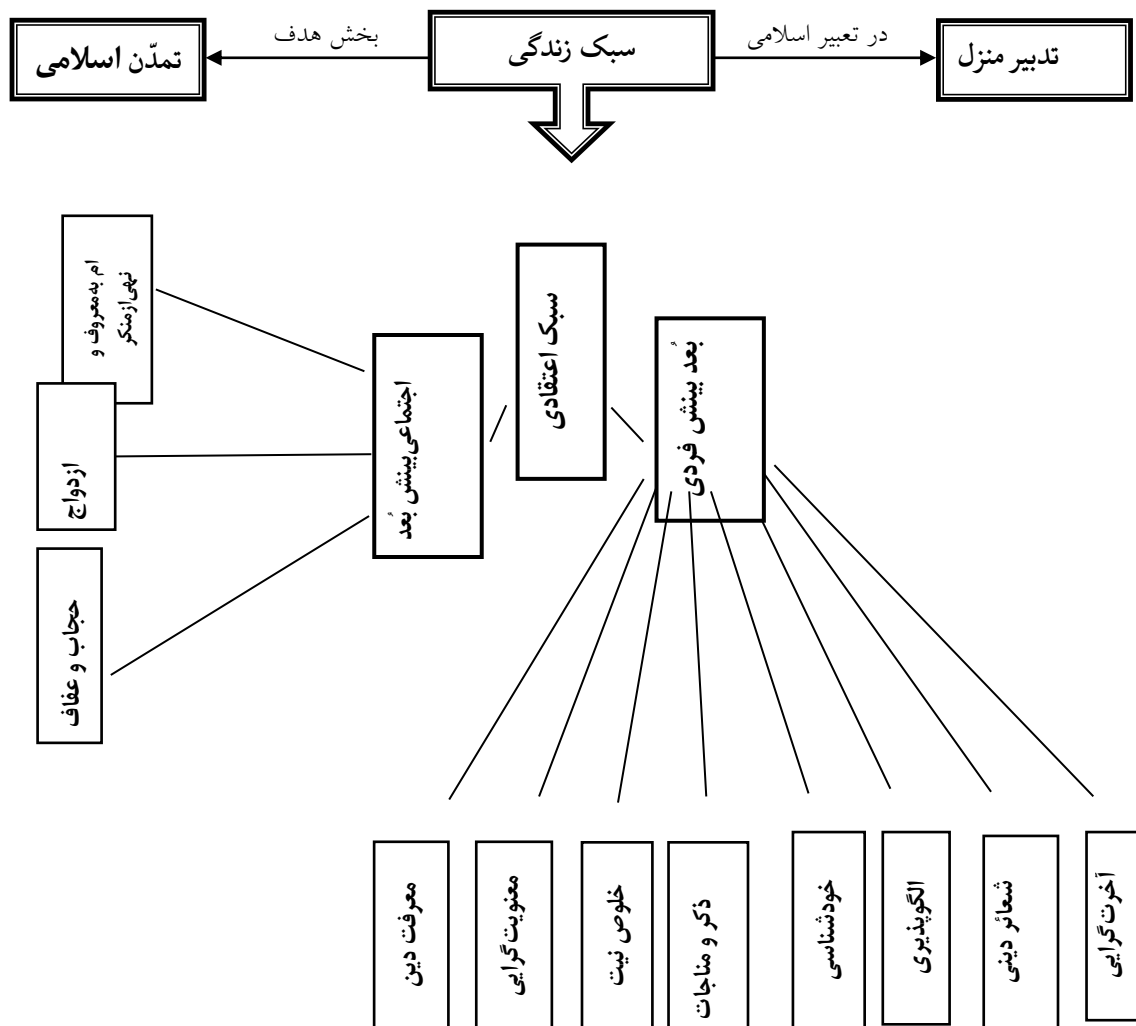 تدبیر منزل
در تعبیر اسلامی
سبک زندگی
بخش هدف
تمدّن اسلامی
سبک اعتقادی
بُعد بینش فردی
اجتماعی‌بینش بُعد
ام به‌معروف و
نهی‌ازمنکر
ازدواج
حجاب و عفاف
آخرت‌گرایی
شعائر دینی
الگوپذیری
خودشناسی
ذکر و مناجات
خلوص نیت
معنویت‌گرایی
معرفت دین